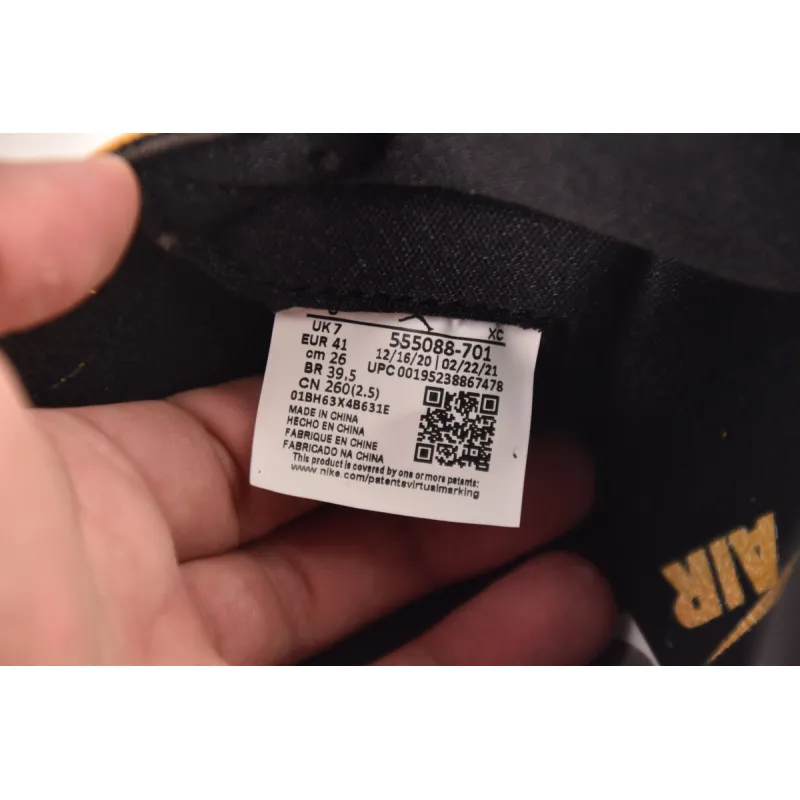 XC
UK 7
EUR 41
cm 26
BR 39,5
CN 260(2.5)
01BH63X4B631E
555088-701
12/16/20 | 02/22/21
UPC 00195238867478
MADE IN CHINA
HECHO EN CHINA
FABRIQUE EN CHINE
FABRICADO NA CHINA
This product is covered by one or more patents:
www.nike.com/patentsvirtualmarking
AIR